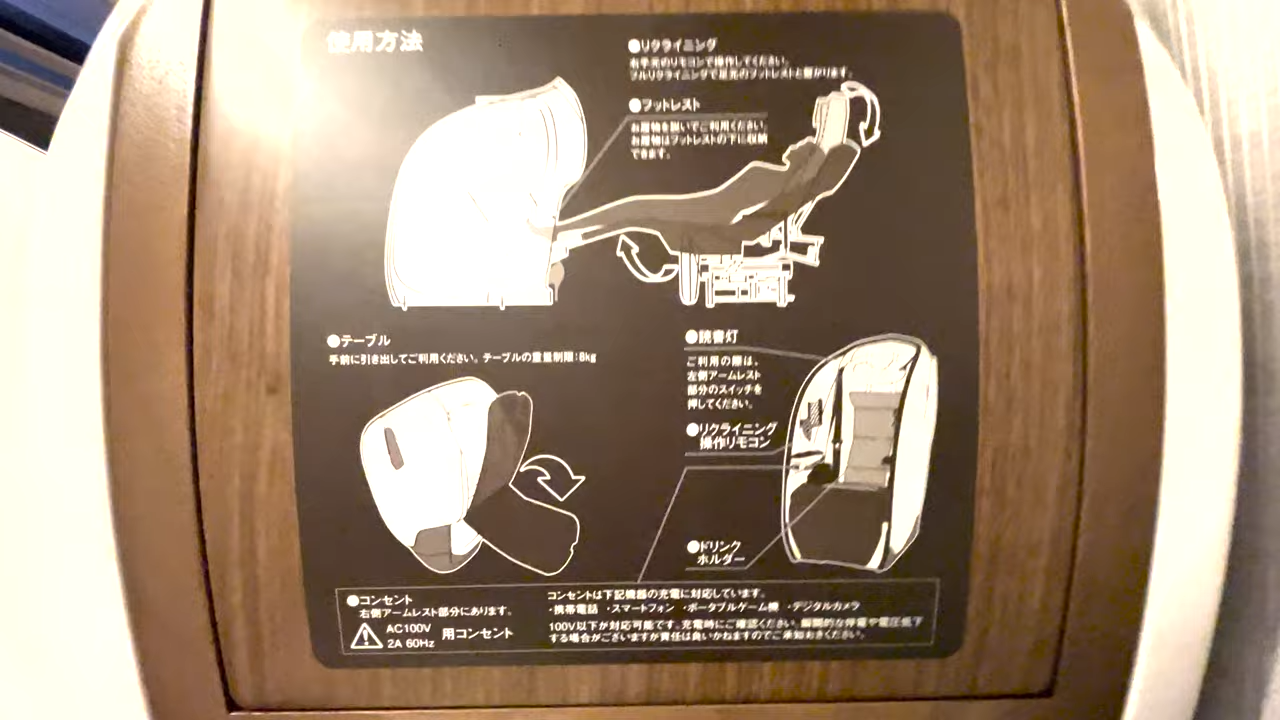 使用方法
●リクライニング
お手元のリモコンで操作してください。
フルリクライニングで足元のフットレストと繋がります。
●フットレスト
お履物を脱いでご利用ください。
お履物はフットレストの下に収納
できます。
●テーブル
手前に引き出してご利用ください。テーブルの重量制限:8kg
●読書灯
ご利用の際は、
左側アームレスト
部分のスイッチを
押してください。
●リクライニング
操作リモコン
●ドリンク
ホルダー
●コンセント
右側アームレスト部分にあります。
AC100V
2A 60Hz
用コンセント
コンセントは下記機器の充電に対応しています。
・携帯電話 ・スマートフォン ・ポータブルゲーム機 ・デジタルカメラ
100V以下が対応可能です。充電時にご確認ください。瞬間的な停電や電圧低下
する場合がございますが責任は負いかねますのでご承知おきください。